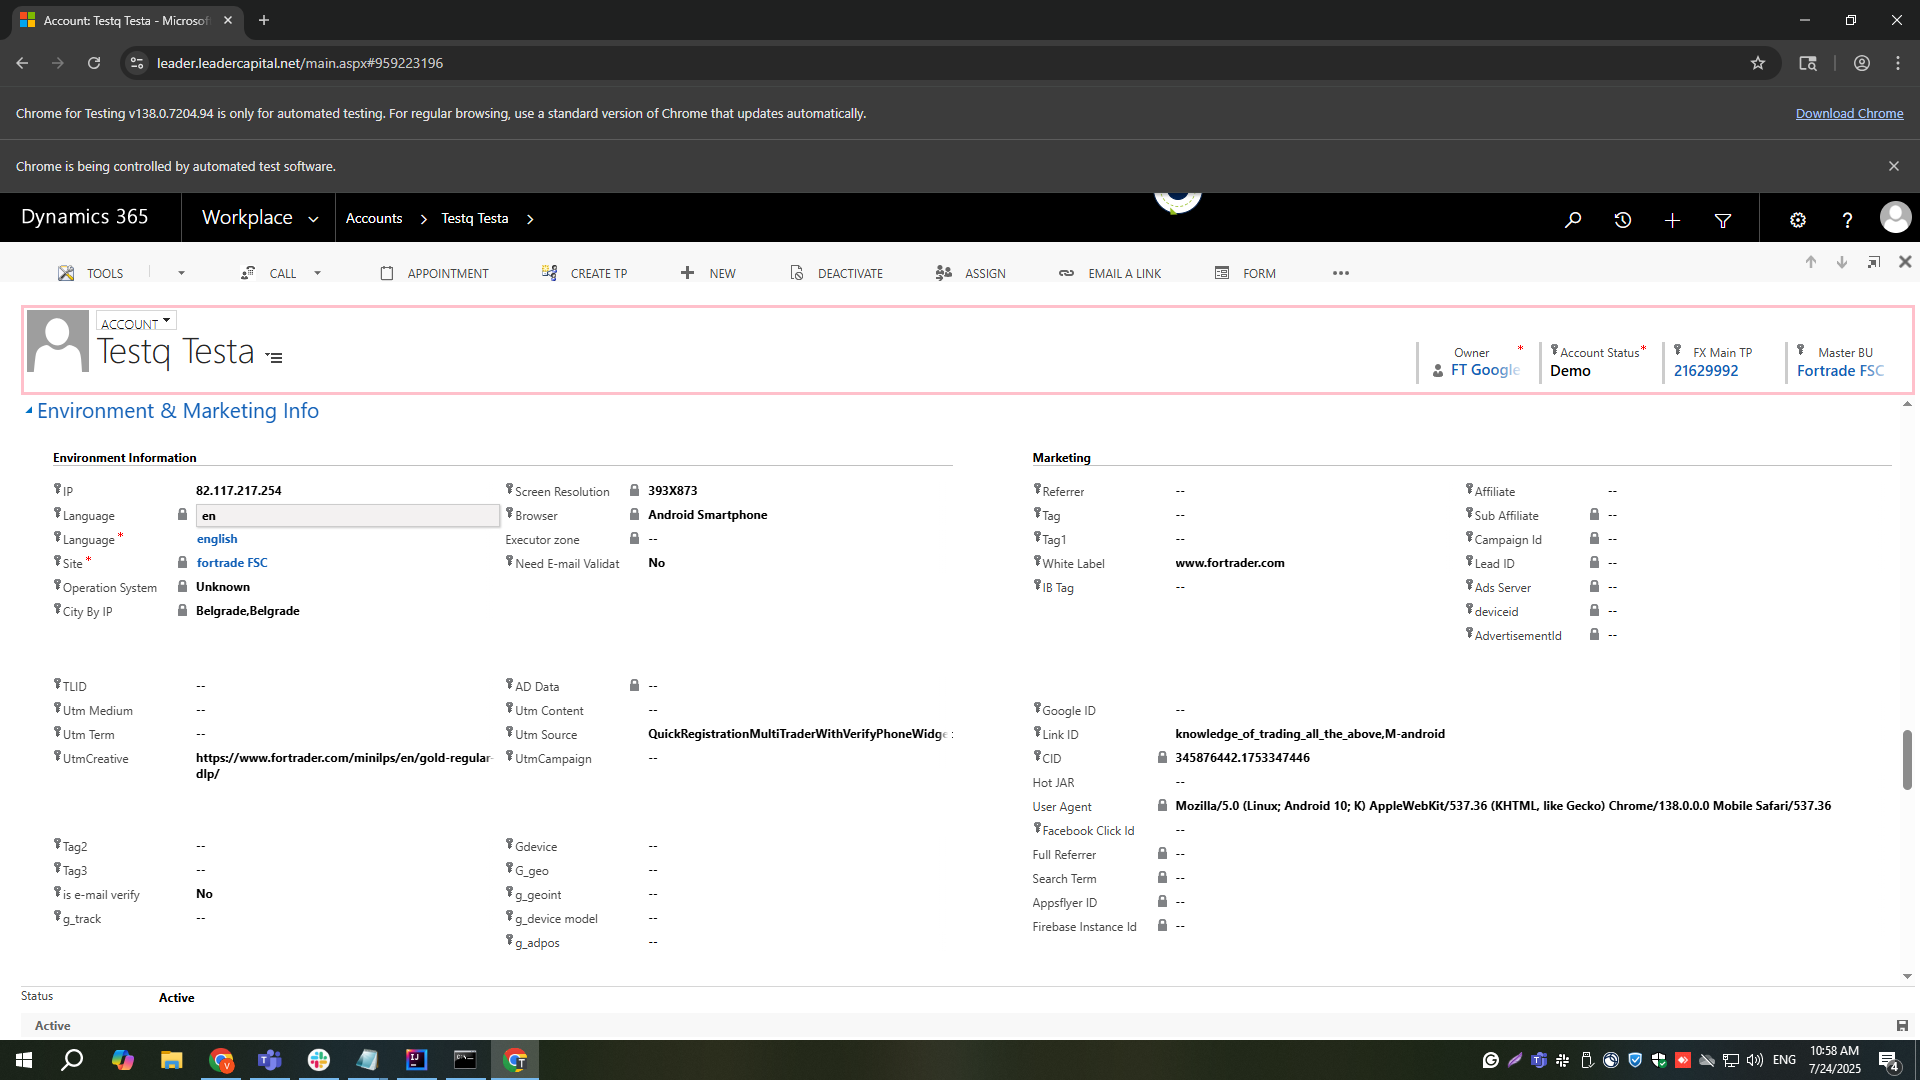 Account: Testq Testa - Microsof
leader.leadercapital.net/main.aspx#959223196
Chrome for Testing v138.0.7204.94 is only for automated testing. For regular browsing, use a standard version of Chrome that updates automatically.
Download Chrome
Chrome is being controlled by automated test software.
Dynamics 365
Workplace
Accounts
Testq Testa
TOOLS
CALL
APPOINTMENT
CREATE TP
NEW
DEACTIVATE
ASSIGN
EMAIL A LINK
FORM
ACCOUNT
Testq Testa
Owner *
FT Google
Account Status *
Demo
FX Main TP
21629992
Master BU
Fortrade FSC
Environment & Marketing Info
Environment Information
IP 82.117.217.254
Language en
Language * english
Site * fortrade FSC
Operation System Unknown
City By IP Belgrade,Belgrade
Screen Resolution 393X873
Browser Android Smartphone
Executor zone --
Need E-mail Validat No
TLID --
Utm Medium --
Utm Term --
UtmCreative https://www.fortrader.com/minilps/en/gold-regular-
dlp/
AD Data --
Utm Content --
Utm Source QuickRegistrationMultiTraderWithVerifyPhoneWidge
UtmCampaign --
Tag2 --
Tag3 --
is e-mail verify No
g_track --
Gdevice --
G_geo --
g_geoint --
g_device model --
g_adpos --
Marketing
Referrer --
Tag --
Tag1 --
White Label www.fortrader.com
IB Tag --
Affiliate --
Sub Affiliate --
Campaign Id --
Lead ID --
Ads Server --
deviceid --
AdvertisementId --
Google ID --
Link ID knowledge_of_trading_all_the_above,M-android
CID 345876442.1753347446
Hot JAR --
User Agent Mozilla/5.0 (Linux; Android 10; K) AppleWebKit/537.36 (KHTML, like Gecko) Chrome/138.0.0.0 Mobile Safari/537.36
Facebook Click Id --
Full Referrer --
Search Term --
Appsflyer ID --
Firebase Instance Id --
Status Active
Active
ENG
10:58 AM
7/24/2025
4